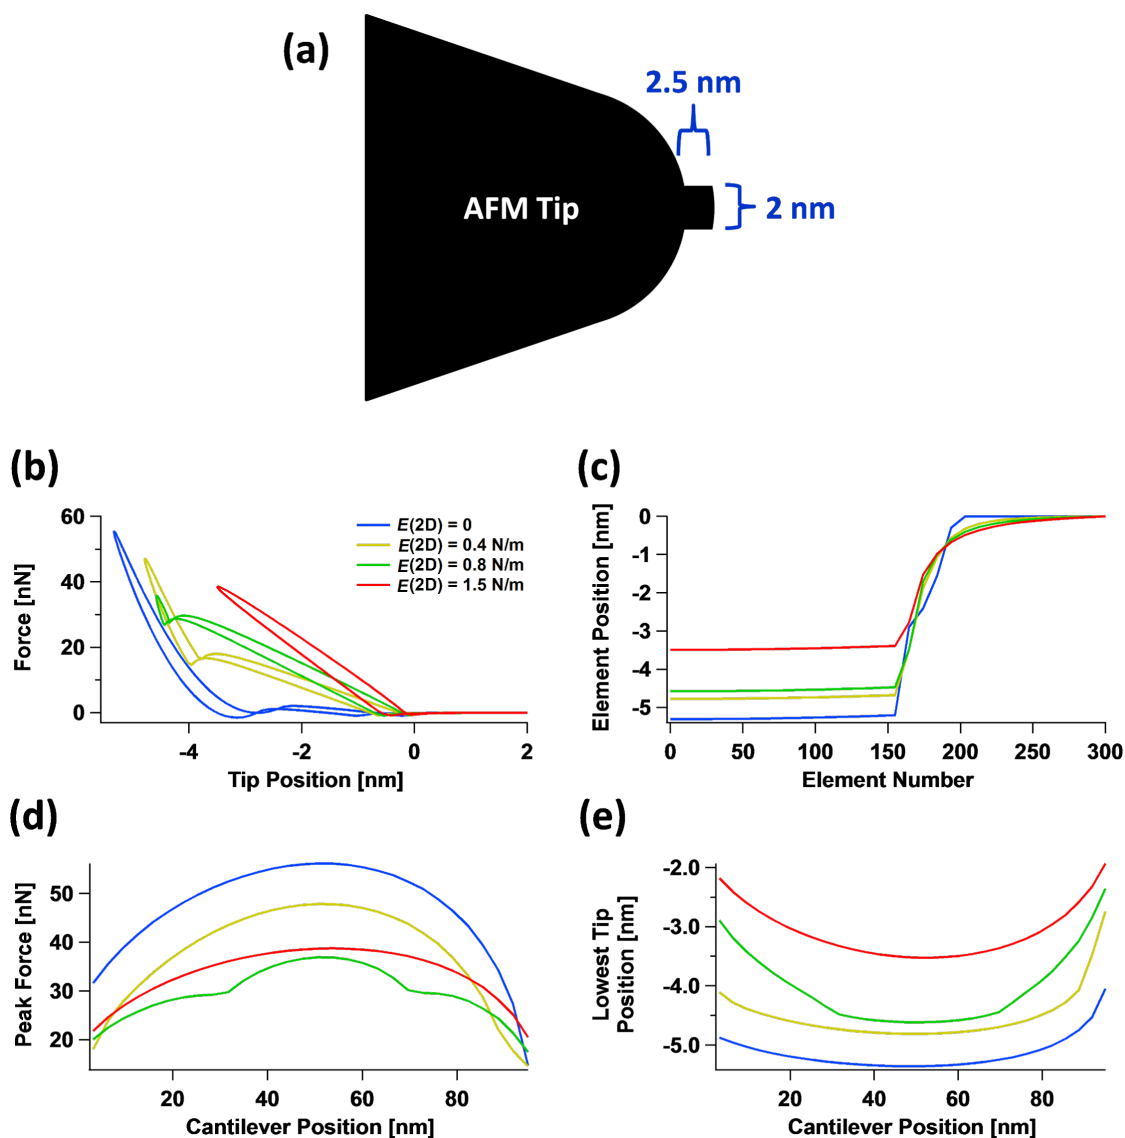 (a)
2.5 nm
AFM Tip
2 nm
(b)
60
40
20
0
Force [nN]
E(2D) = 0
E(2D) = 0.4 N/m
E(2D) = 0.8 N/m
E(2D) = 1.5 N/m
-4
-2
0
2
Tip Position [nm]
(c)
0
-1
-2
-3
-4
-5
Element Position [nm]
0
50
100
150
200
250
300
Element Number
(d)
50
40
30
20
Peak Force [nN]
20
40
60
80
Cantilever Position [nm]
(e)
-2.0
-3.0
-4.0
-5.0
Lowest Tip
Position [nm]
20
40
60
80
Cantilever Position [nm]